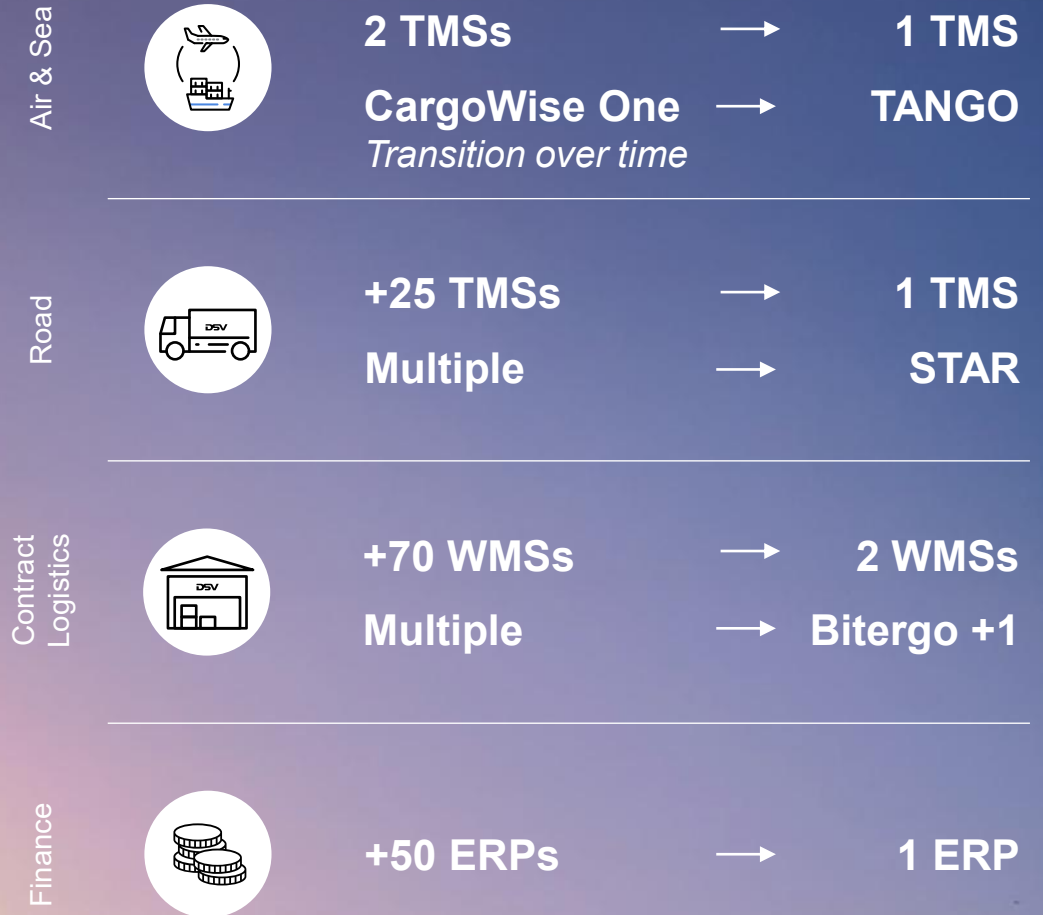 Air & Sea
2 TMSs → 1 TMS
CargoWise One → TANGO
Transition over time
Road
DSV
+25 TMSs → 1 TMS
Multiple → STAR
Contract
Logistics
DSV
+70 WMSs → 2 WMSs
Multiple → Bitergo +1
Finance
+50 ERPs → 1 ERP